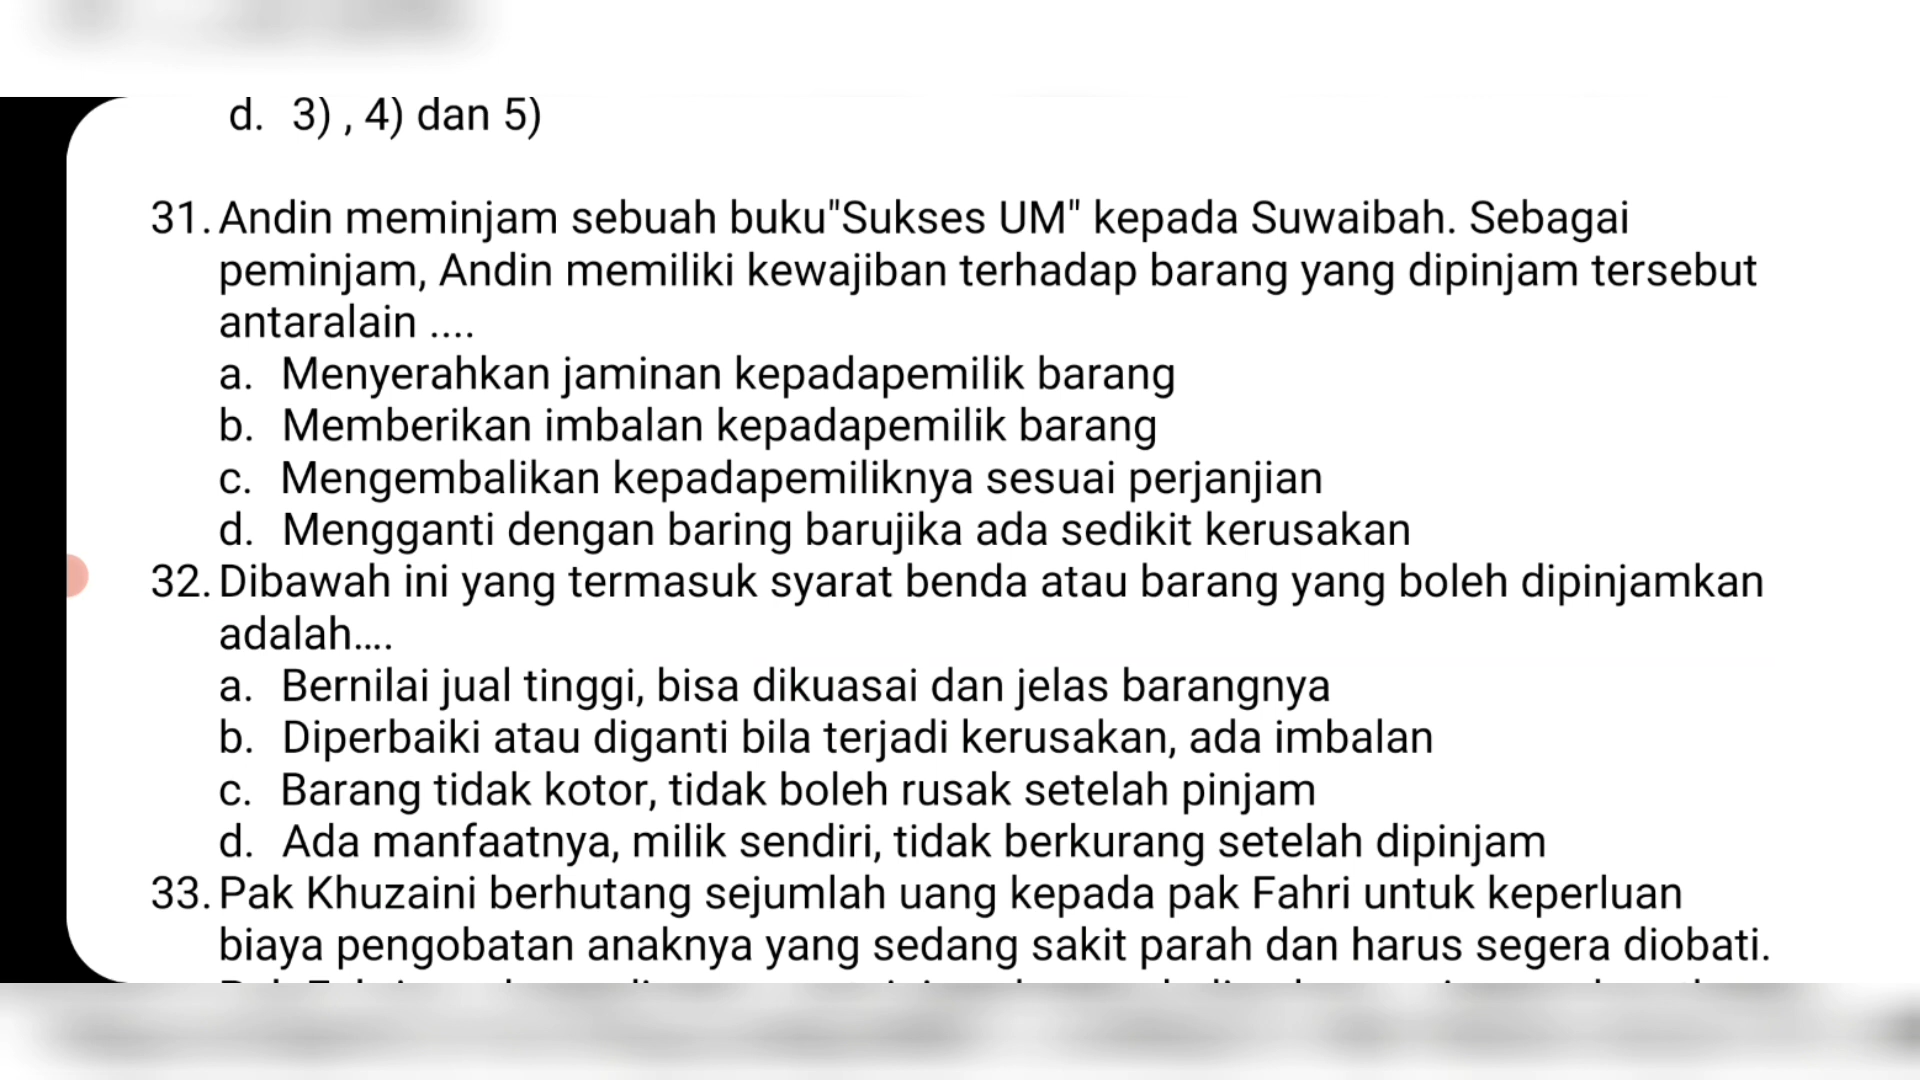 d. 3) , 4) dan 5)
31. Andin meminjam sebuah buku"Sukses UM" kepada Suwaibah. Sebagai
peminjam, Andin memiliki kewajiban terhadap barang yang dipinjam tersebut
antaralain ....
a. Menyerahkan jaminan kepadapemilik barang
b. Memberikan imbalan kepadapemilik barang
c. Mengembalikan kepadapemiliknya sesuai perjanjian
d. Mengganti dengan baring barujika ada sedikit kerusakan
32. Dibawah ini yang termasuk syarat benda atau barang yang boleh dipinjamkan
adalah....
a. Bernilai jual tinggi, bisa dikuasai dan jelas barangnya
b. Diperbaiki atau diganti bila terjadi kerusakan, ada imbalan
c. Barang tidak kotor, tidak boleh rusak setelah pinjam
d. Ada manfaatnya, milik sendiri, tidak berkurang setelah dipinjam
33. Pak Khuzaini berhutang sejumlah uang kepada pak Fahri untuk keperluan
biaya pengobatan anaknya yang sedang sakit parah dan harus segera diobati.